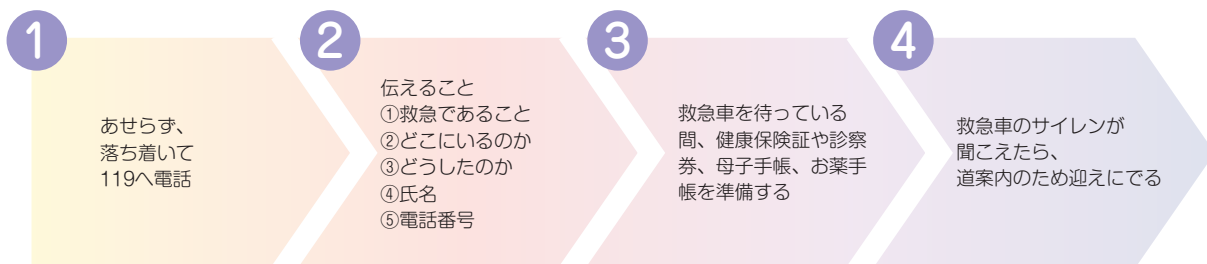 1
あせらず、
落ち着いて
119へ電話
2
伝えること
①救急であること
②どこにいるのか
③どうしたのか
④氏名
⑤電話番号
3
救急車を待っている
間、健康保険証や診察
券、母子手帳、お薬手
帳を準備する
4
救急車のサイレンが
聞こえたら、
道案内のため迎えにでる